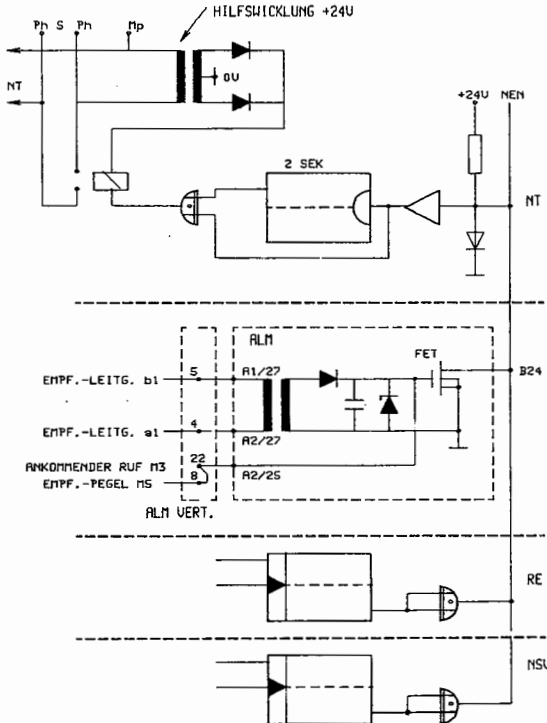 HILFSWICKLUNG +24V
Ph S Ph Mp
0V
NT
+24V NEN
2 SEK
NT
ALM
FET
5 A1/27
B24
EMPF.-LEITG. b1
4
EMPF.-LEITG. a1
A2/27
22
ANKOMMENDER RUF M3
8
EMPF.-PEGEL M5
A2/25
ALM VERT.
RE
NSV